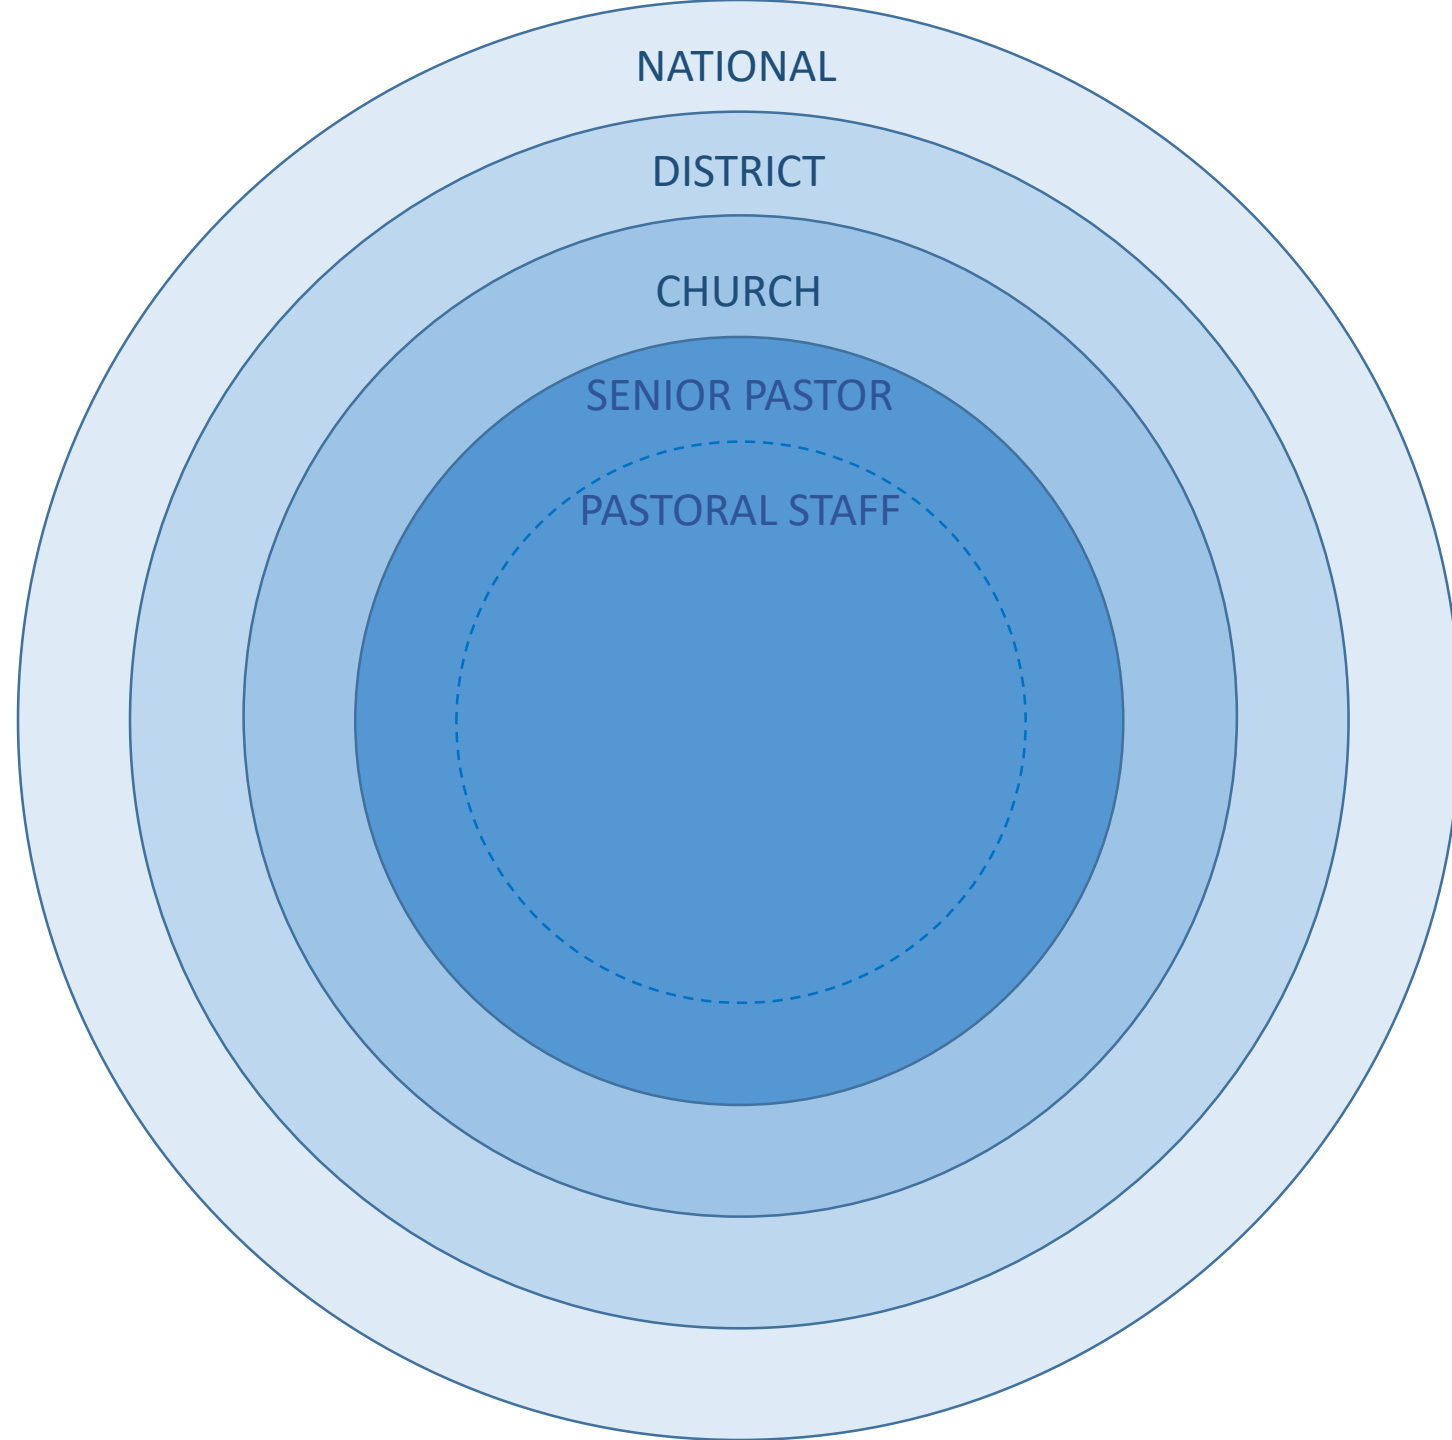 NATIONAL
DISTRICT
CHURCH
SENIOR PASTOR
PASTORAL STAFF